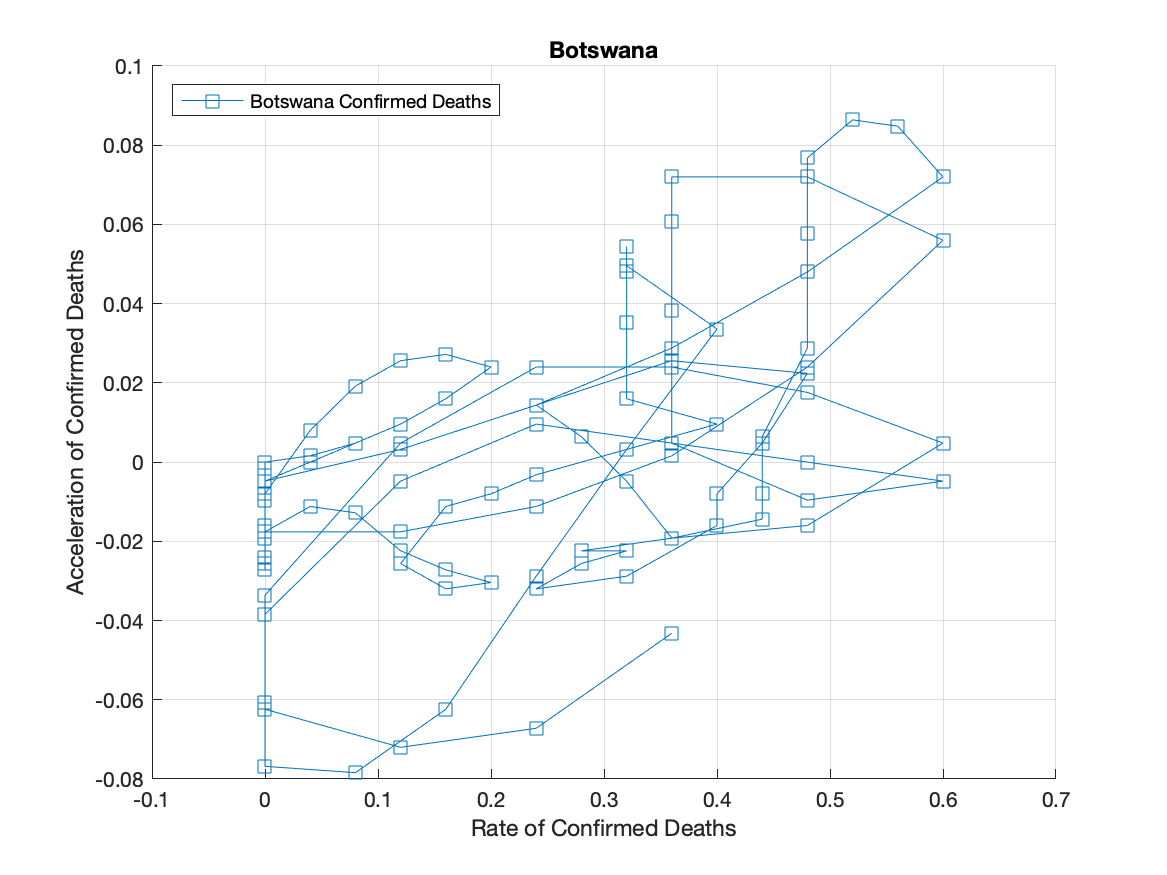 Botswana
Botswana Confirmed Deaths
0.1
0.08
0.06
0.04
0.02
0
-0.02
-0.04
-0.06
-0.08
Acceleration of Confirmed Deaths
-0.1 0 0.1 0.2 0.3 0.4 0.5 0.6 0.7
Rate of Confirmed Deaths